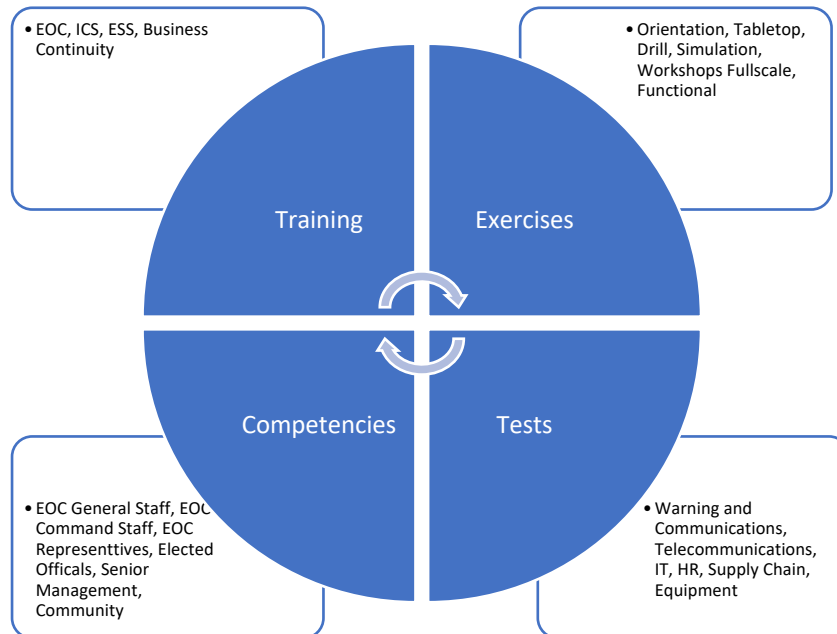 • EOC, ICS, ESS, Business
Continuity
• Orientation, Tabletop,
Drill, Simulation,
Workshops Fullscale,
Functional
Training
Exercises
Competencies
Tests
• EOC General Staff, EOC
Command Staff, EOC
Representtives, Elected
Officals, Senior
Management,
Community
• Warning and
Communications,
Telecommunications,
IT, HR, Supply Chain,
Equipment